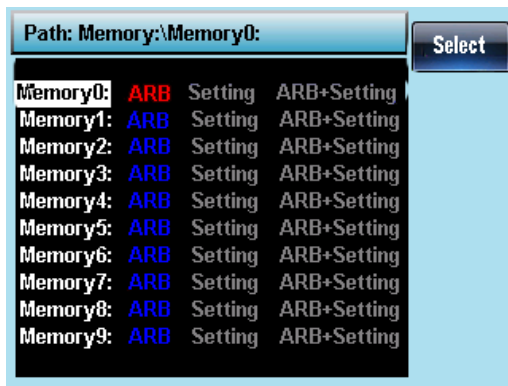 Path: Memory:\Memory0:
Select
Memory0: ARB Setting ARB+Setting
Memory1: ARB Setting ARB+Setting
Memory2: ARB Setting ARB+Setting
Memory3: ARB Setting ARB+Setting
Memory4: ARB Setting ARB+Setting
Memory5: ARB Setting ARB+Setting
Memory6: ARB Setting ARB+Setting
Memory7: ARB Setting ARB+Setting
Memory8: ARB Setting ARB+Setting
Memory9: ARB Setting ARB+Setting